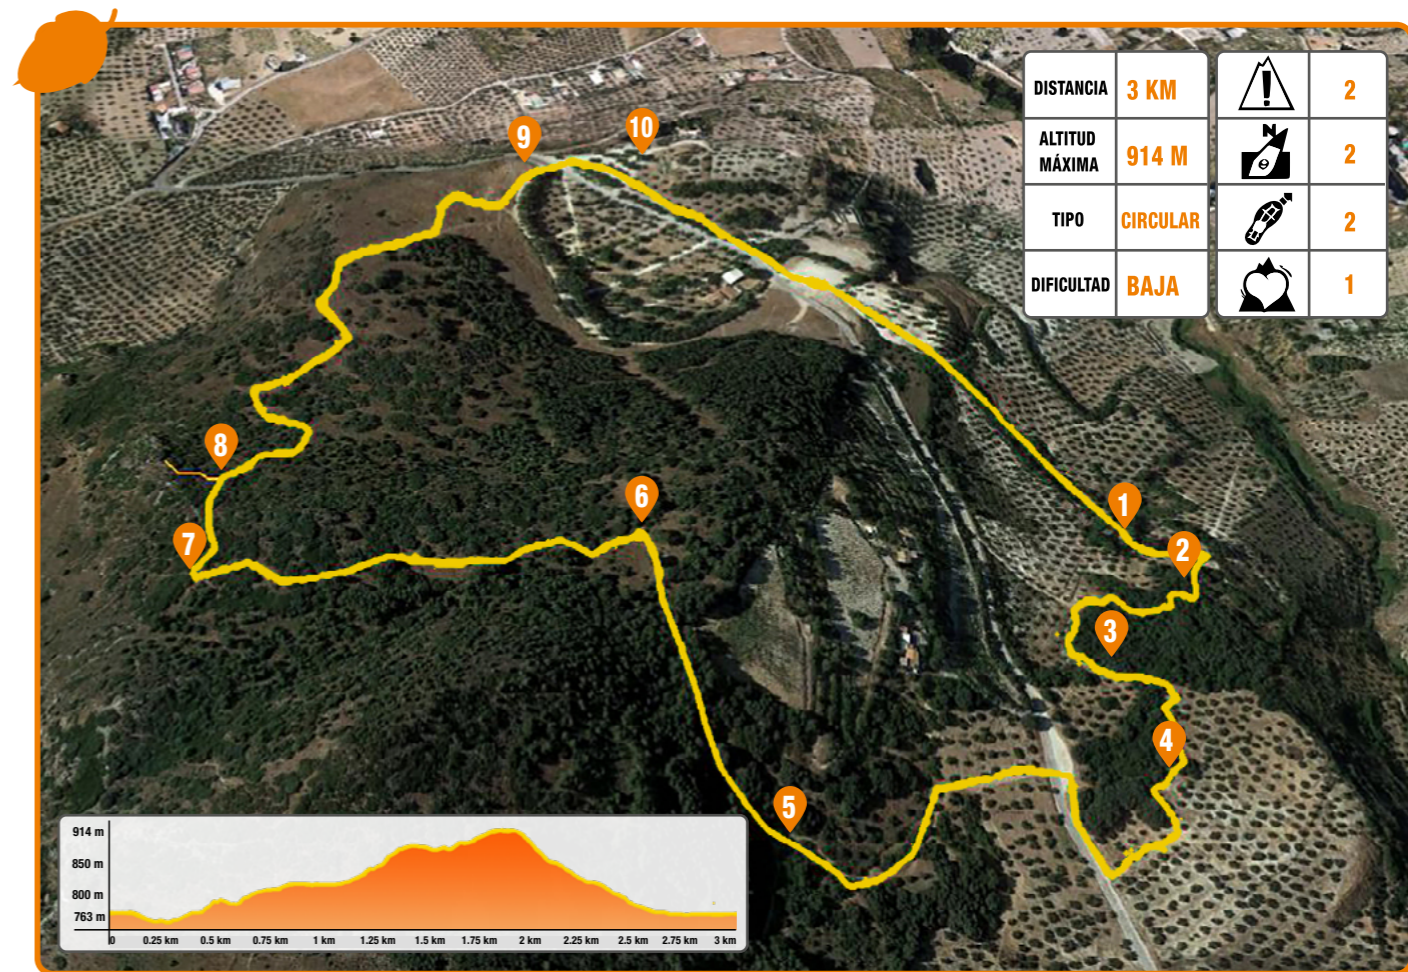 9
10
DISTANCIA 3 KM 2
ALTITUD MÁXIMA 914 M N 2
TIPO CIRCULAR 2
DIFICULTAD BAJA 1
8
6
1
7
2
3
4
5
914 m
850 m
800 m
763 m
0 0.25 km 0.5 km 0.75 km 1 km 1.25 km 1.5 km 1.75 km 2 km 2.25 km 2.5 km 2.75 km 3 km